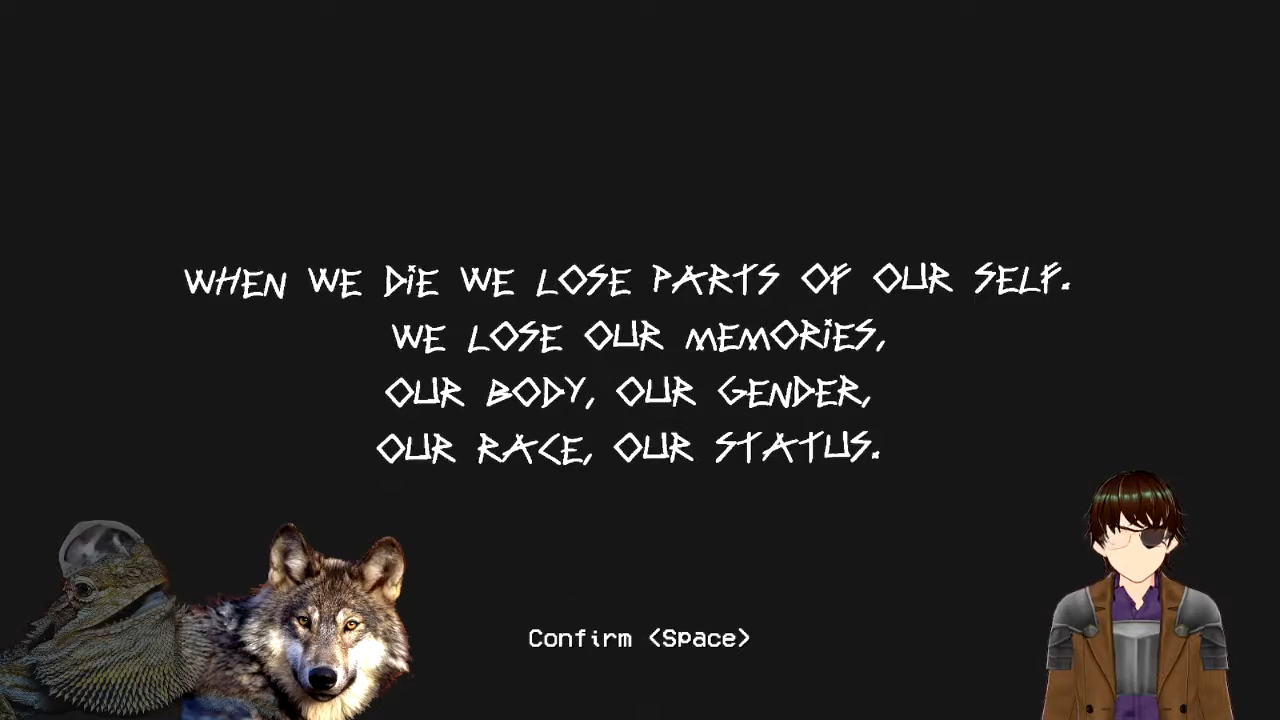 WHEN WE DIE WE LOSE PARTS OF OUR SELF.
WE LOSE OUR MEMORIES,
OUR BODY, OUR GENDER,
OUR RACE, OUR STATUS.
Confirm <Space>